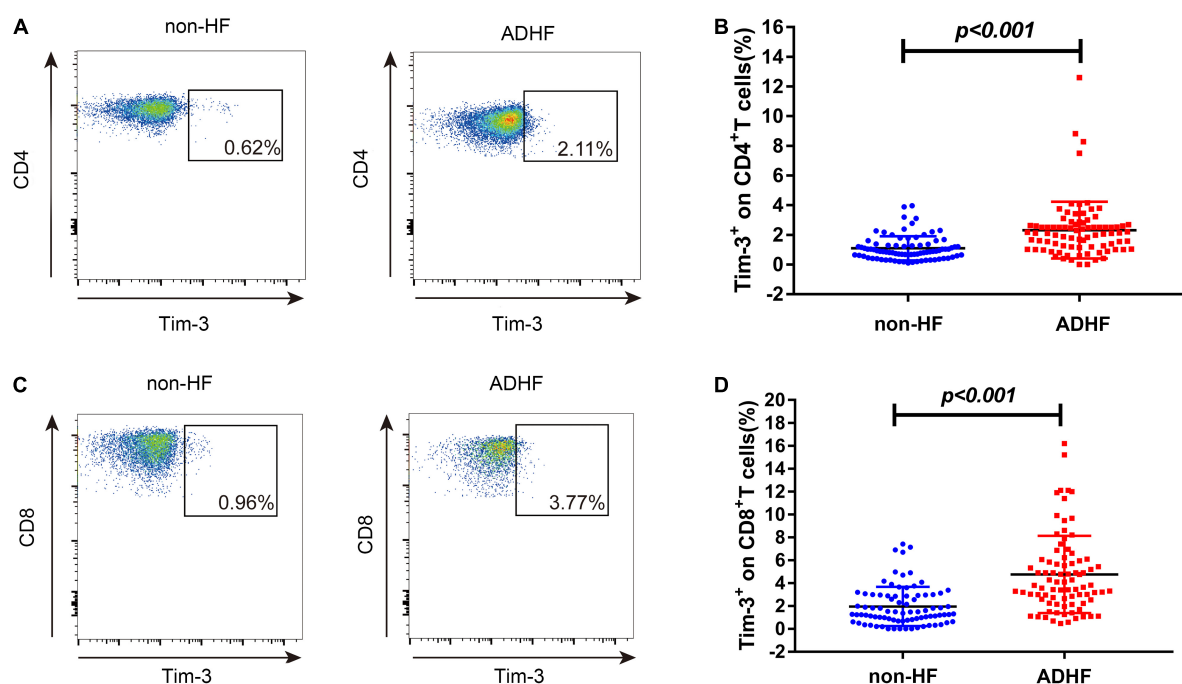 A
non-HF
ADHF
CD4
0.62%
Tim-3
CD4
2.11%
Tim-3
B
p<0.001
Tim-3⁺ on CD4⁺T cells(%)
16
14
12
10
8
6
4
2
0
-2
non-HF
ADHF
C
non-HF
ADHF
CD8
0.96%
Tim-3
CD8
3.77%
Tim-3
D
p<0.001
Tim-3⁺ on CD8⁺T cells(%)
20
18
16
14
12
10
8
6
4
2
0
-2
non-HF
ADHF